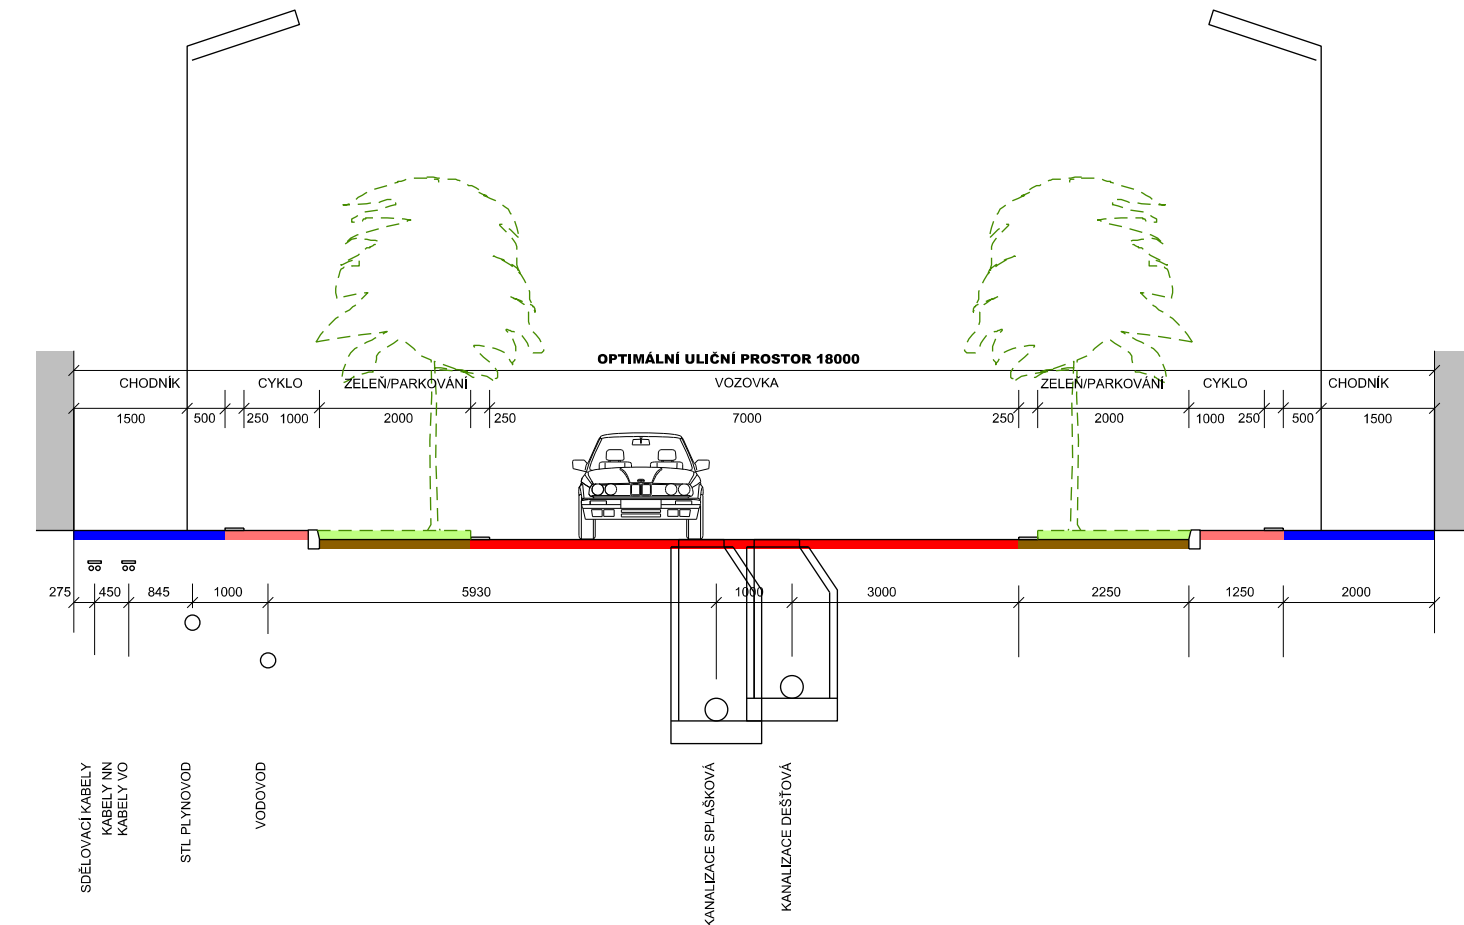 OPTIMÁLNÍ ULIČNÍ PROSTOR 18000
CHODNÍK CYKLO ZELEŇ/PARKOVÁNÍ VOZOVKA ZELEŇ/PARKOVÁNÍ CYKLO CHODNÍK
1500 500 250 1000 2000 250 7000 250 2000 1000 250 500 1500
275 450 845 1000 5930 1000 3000 2250 1250 2000
SDĚLOVACÍ KABELY
KABELY NN
KABELY VO
STL PLYNOVOD
VODOVOD
KANALIZACE SPLAŠKOVÁ
KANALIZACE DEŠŤOVÁ